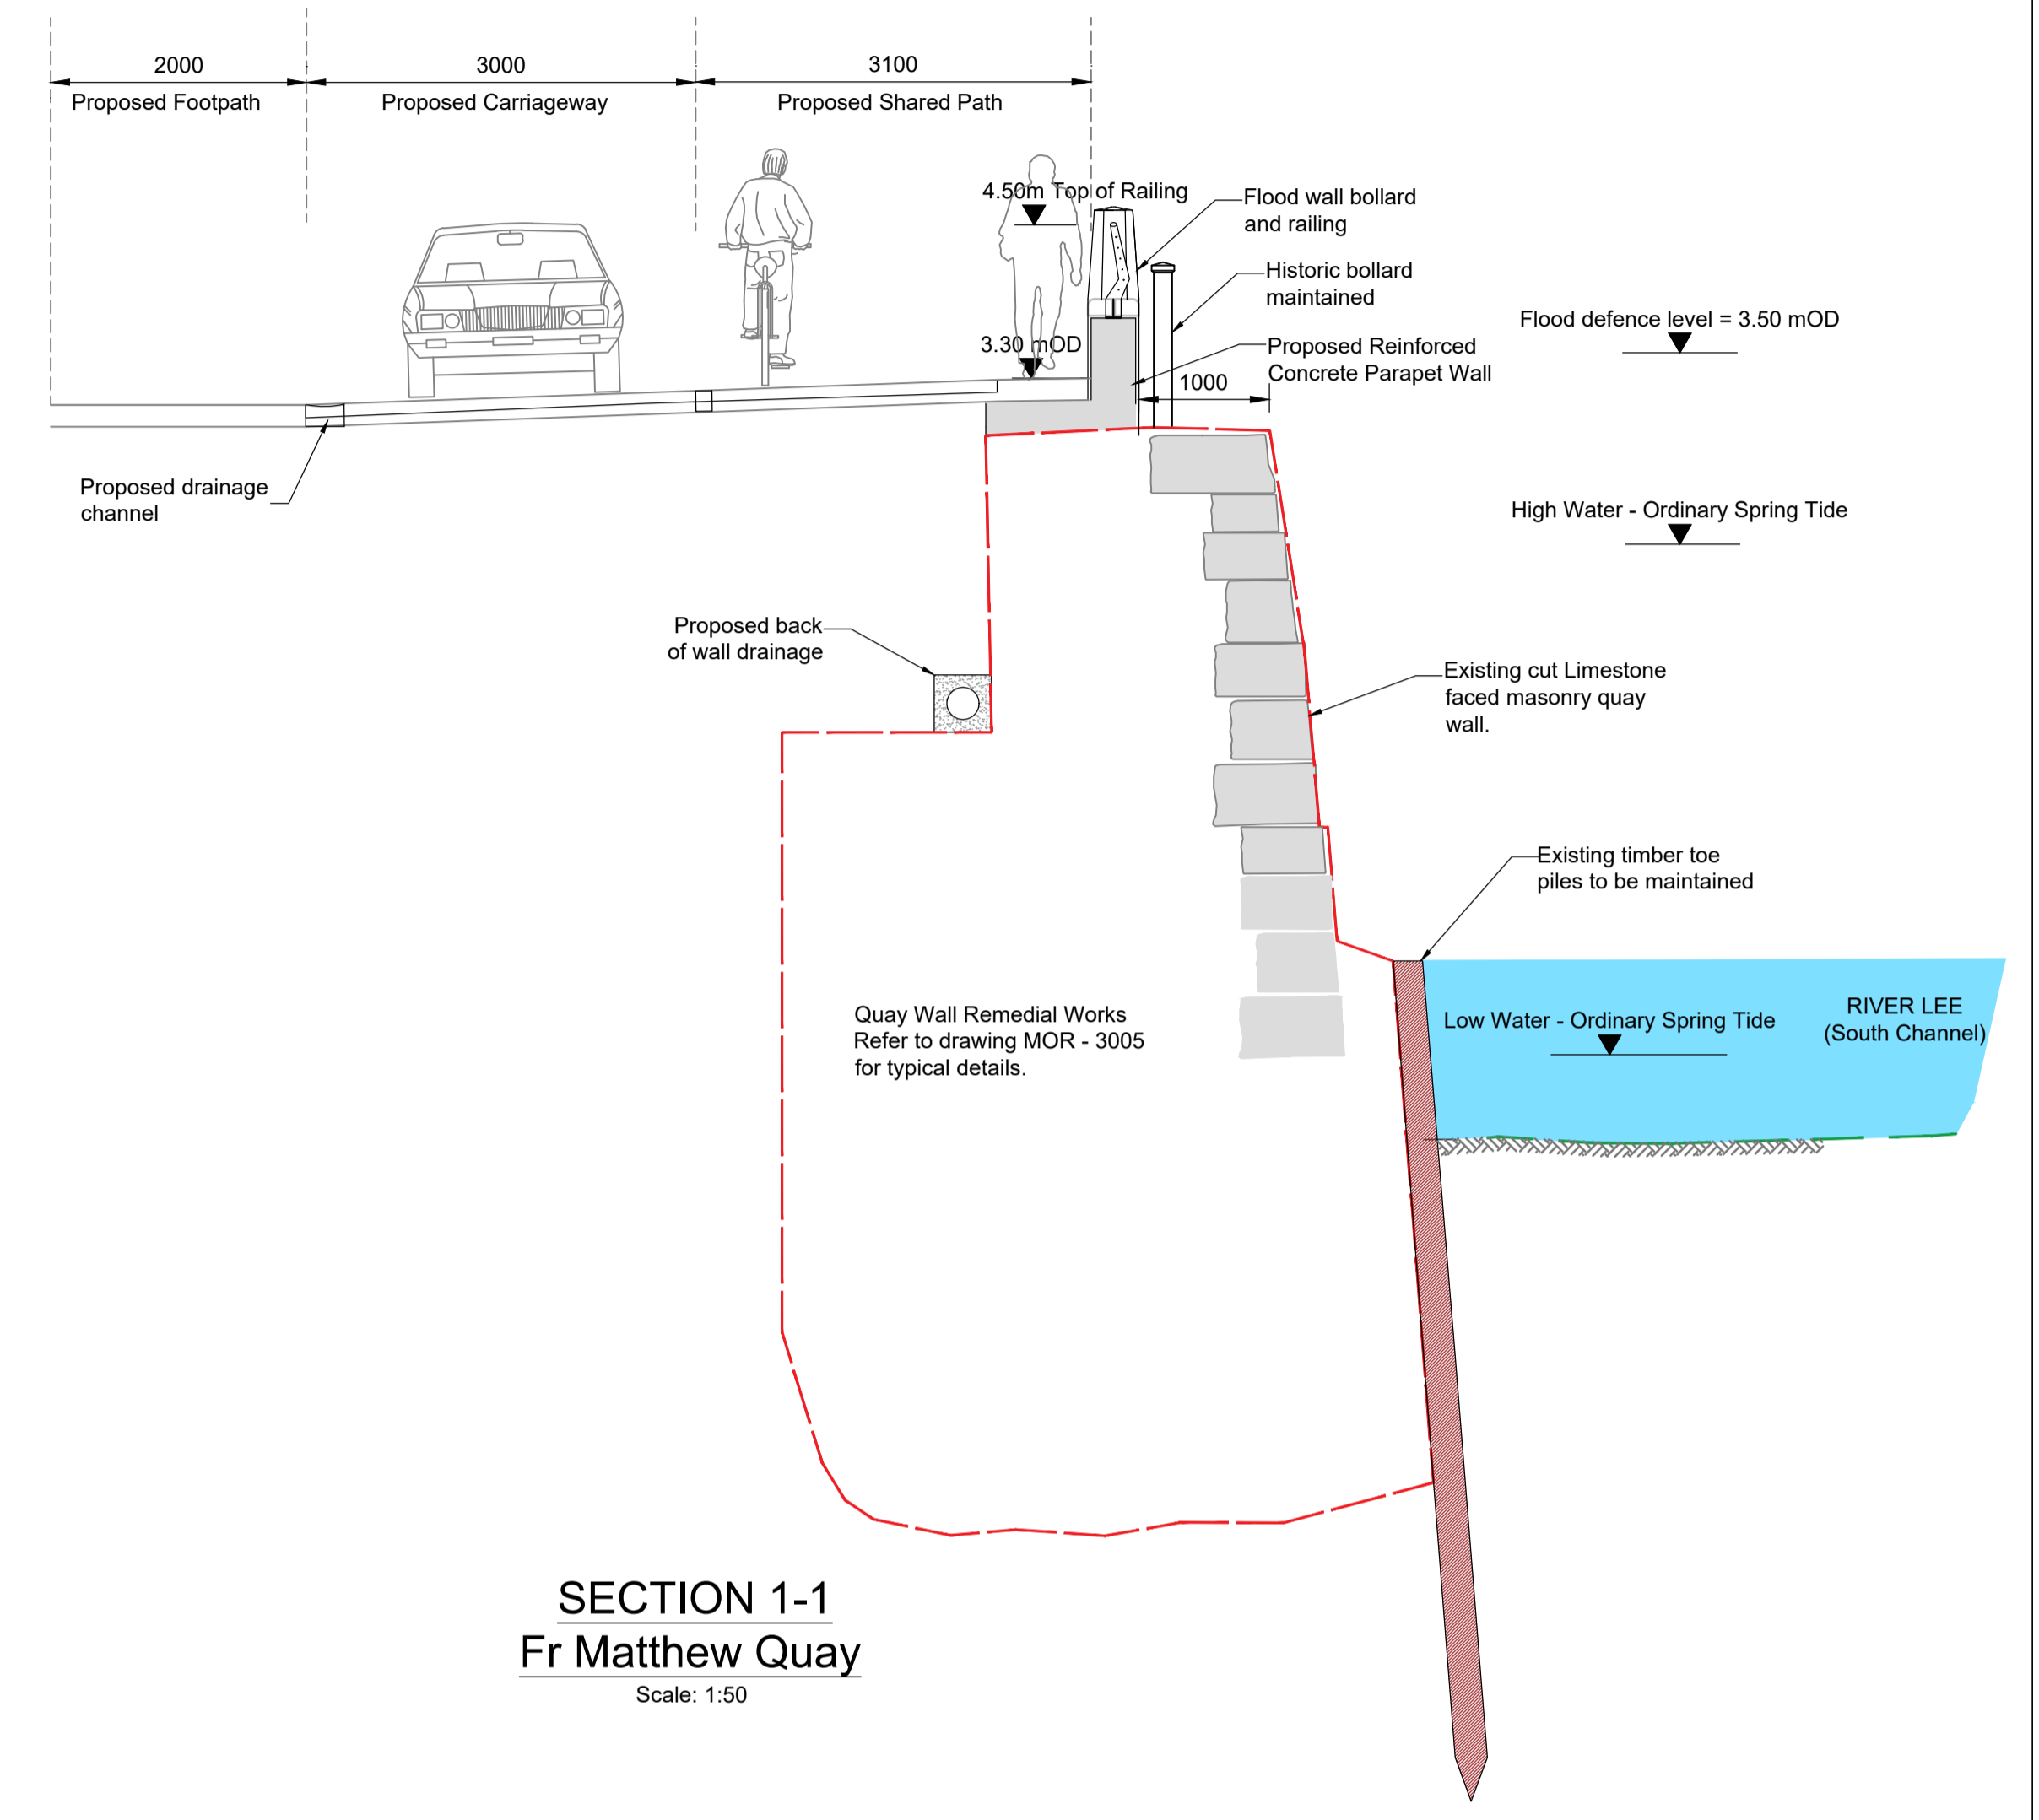 2000
Proposed Footpath
3000
Proposed Carriageway
3100
Proposed Shared Path
4.50m Top of Railing
Flood wall bollard
and railing
Historic bollard
maintained
3.30 mOD
Proposed Reinforced
Concrete Parapet Wall
1000
Flood defence level = 3.50 mOD
Proposed drainage
channel
High Water - Ordinary Spring Tide
Proposed back
of wall drainage
Existing cut Limestone
faced masonry quay
wall.
Existing timber toe
piles to be maintained
Quay Wall Remedial Works
Refer to drawing MOR - 3005
for typical details.
Low Water - Ordinary Spring Tide
RIVER LEE
(South Channel)
SECTION 1-1
Fr Matthew Quay
Scale: 1:50